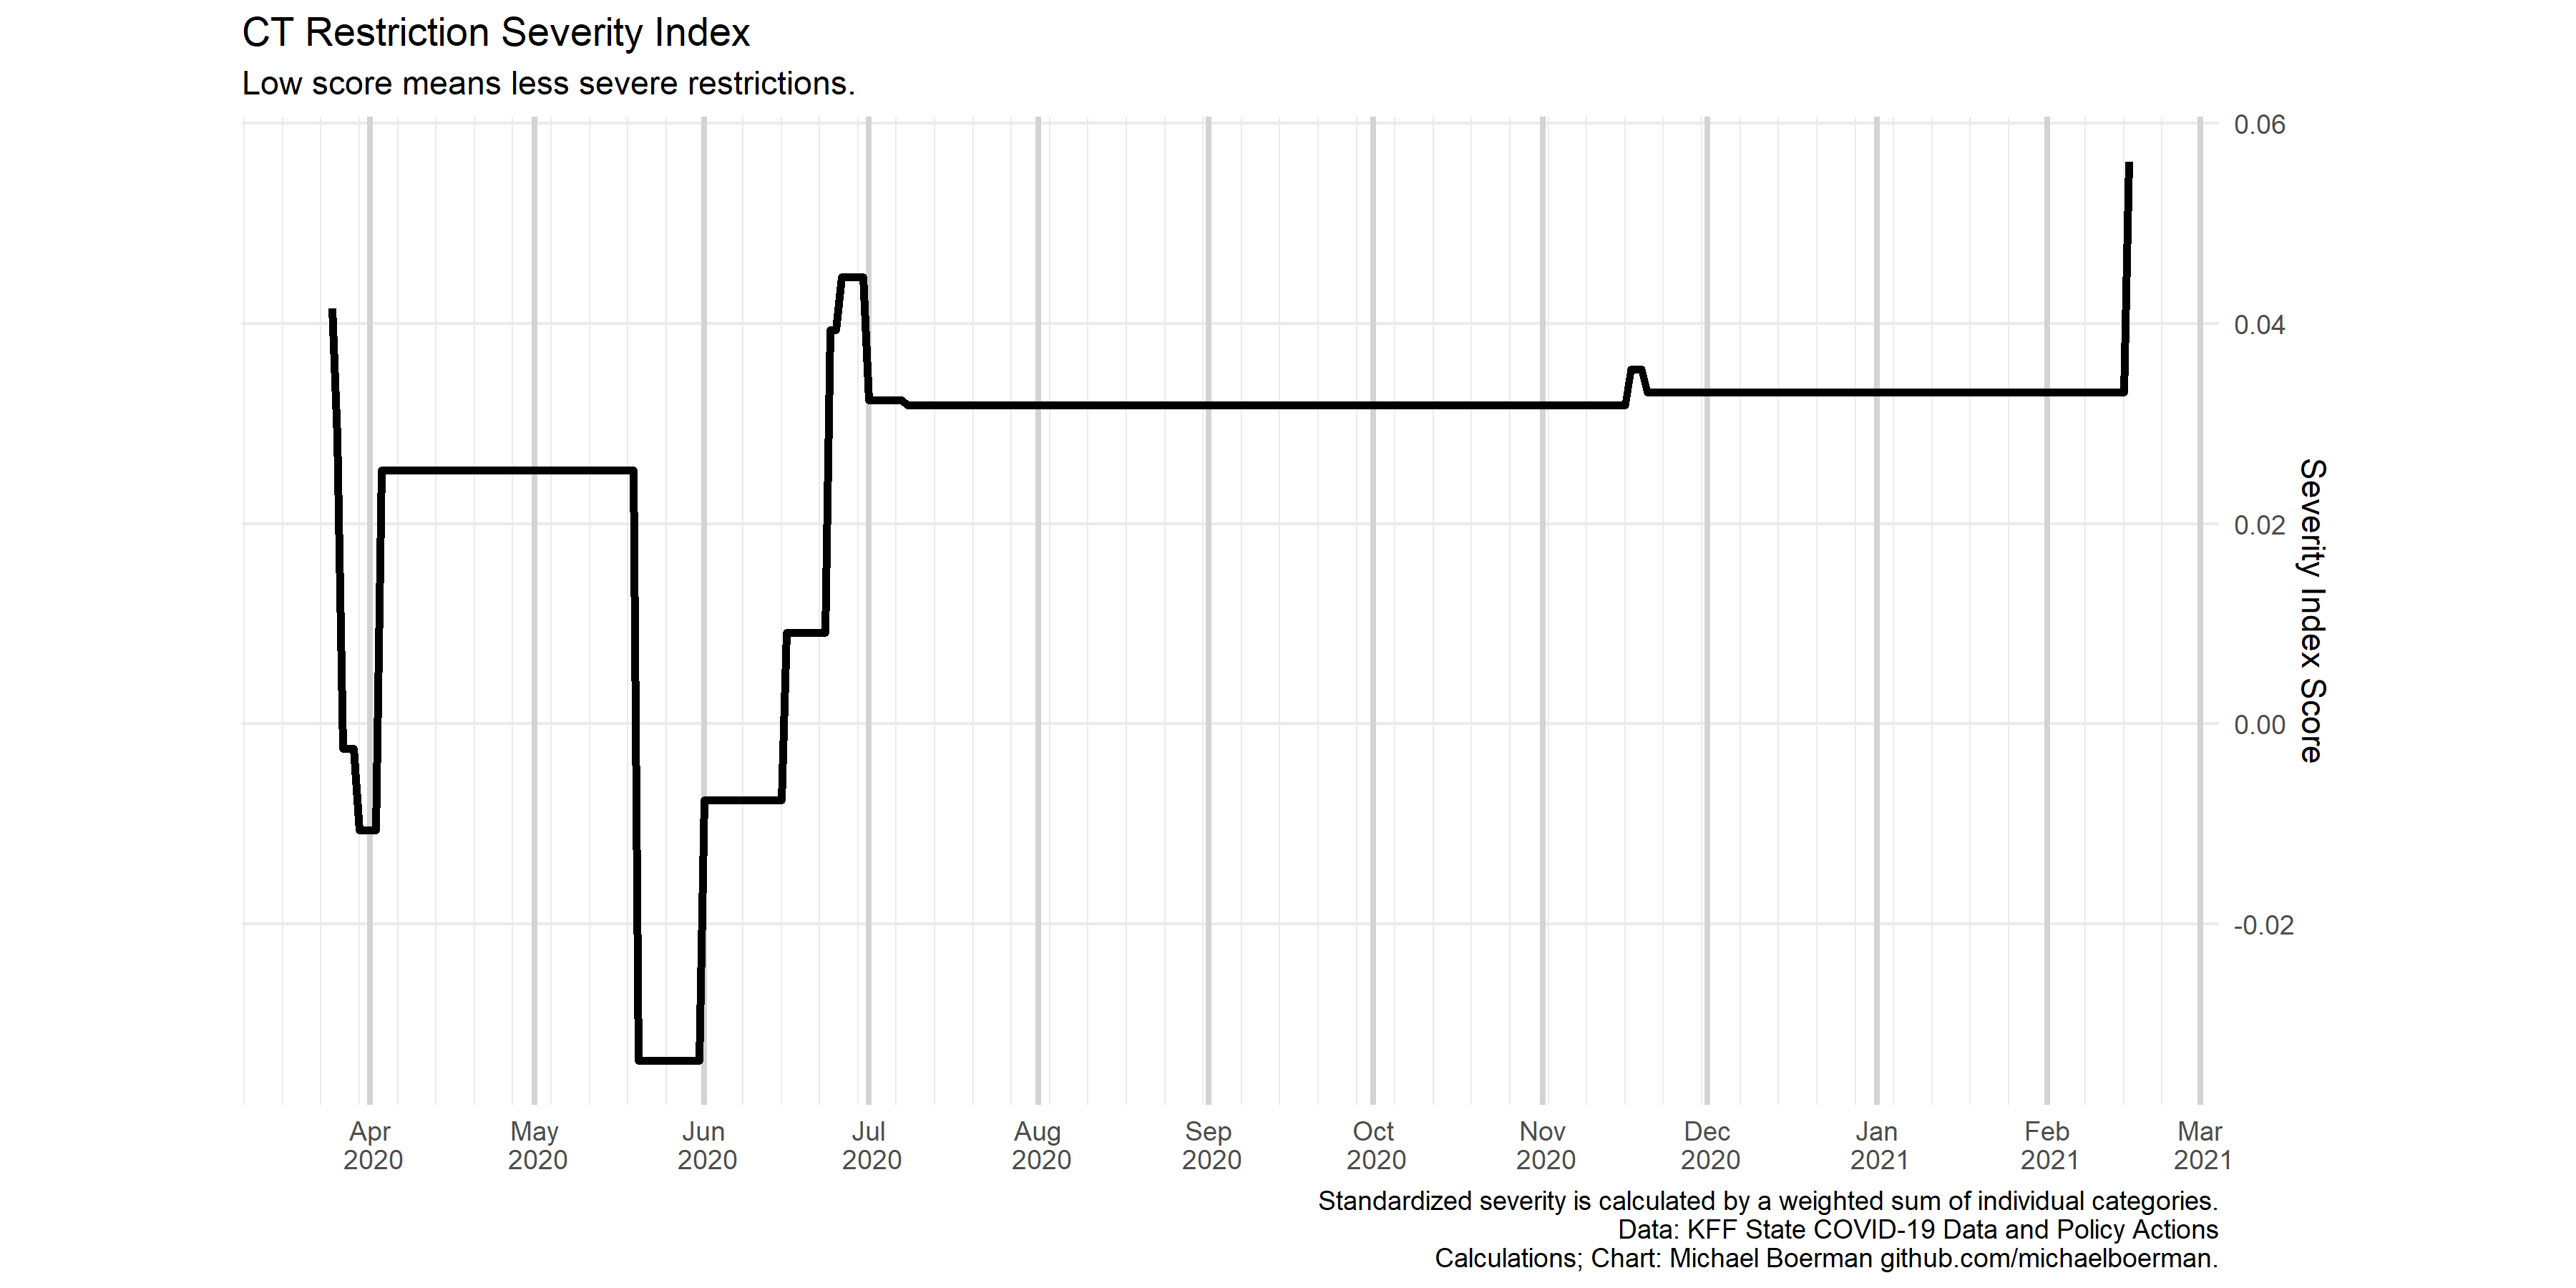 CT Restriction Severity Index
Low score means less severe restrictions.
0.06
0.04
0.02
0.00
-0.02
Severity Index Score
Apr
2020
May
2020
Jun
2020
Jul
2020
Aug
2020
Sep
2020
Oct
2020
Nov
2020
Dec
2020
Jan
2021
Feb
2021
Mar
2021
Standardized severity is calculated by a weighted sum of individual categories.
Data: KFF State COVID-19 Data and Policy Actions
Calculations; Chart: Michael Boerman github.com/michaelboerman.